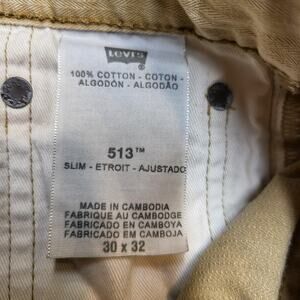 Levi's
®
100% COTTON - COTON -
ALGODÓN - ALGODÃO
513™
SLIM - ETROIT - AJUSTADO
MADE IN CAMBODIA
FABRIQUE AU CAMBODGE
FABRICADO EN CAMBOYA
FABRICADO EM CAMBOJA
30 x 32